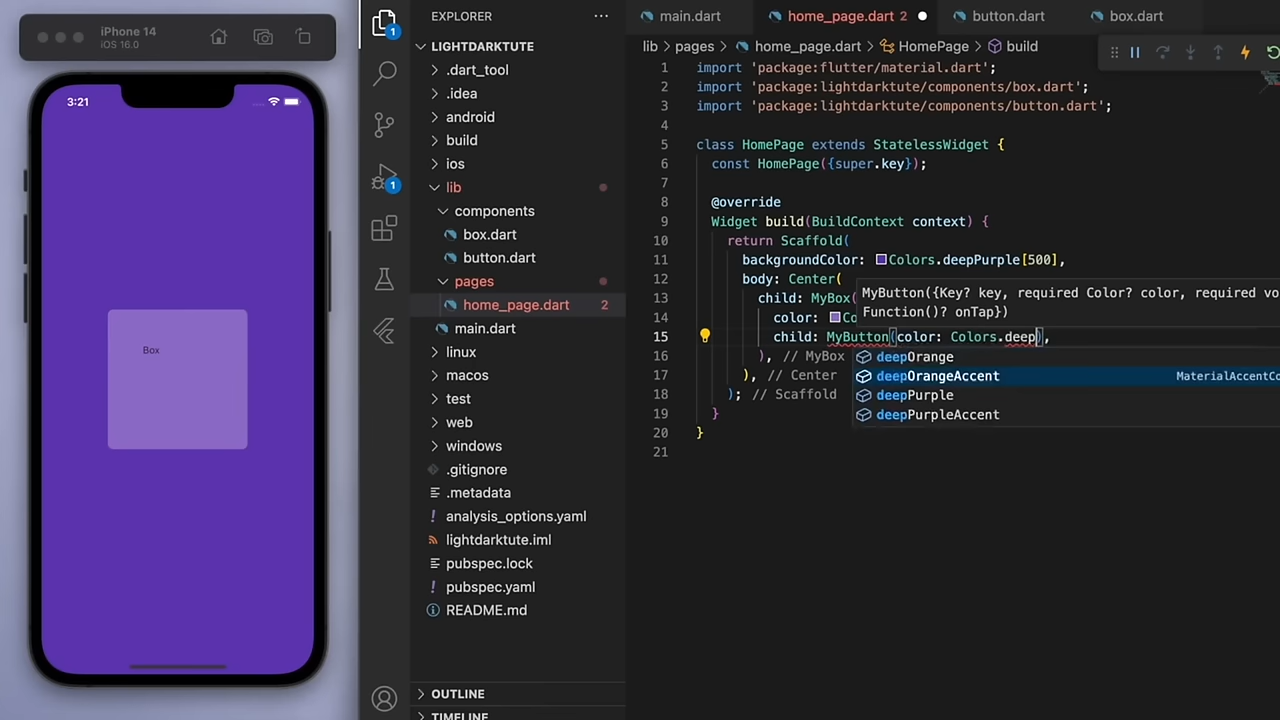 iPhone 14
iOS 16.0
3:21
Box
EXPLORER
LIGHTDARKTUTE
.dart_tool
.idea
android
build
ios
lib
components
box.dart
button.dart
pages
home_page.dart 2
main.dart
linux
macos
test
web
windows
.gitignore
.metadata
! analysis_options.yaml
lightdarktute.iml
pubspec.lock
! pubspec.yaml
README.md
OUTLINE
TIMELINE
1
1
main.dart
home_page.dart 2
button.dart
box.dart
lib > pages > home_page.dart > HomePage > build
1 import 'package:flutter/material.dart';
2 import 'package:lightdarktute/components/box.dart';
3 import 'package:lightdarktute/components/button.dart';
4
5 class HomePage extends StatelessWidget {
6 const HomePage({super.key});
7
8 @override
9 Widget build(BuildContext context) {
10 return Scaffold(
11 backgroundColor: Colors.deepPurple[500],
12 body: Center(
13 child: MyBox(
14 color: Co
15 child: MyButton(color: Colors.deep),
16 ), // MyBox
17 ), // Center
18 ); // Scaffold
19 }
20 }
21
MyButton({Key? key, required Color? color, required vo
Function()? onTap})
deepOrange
deepOrangeAccent MaterialAccentCo
deepPurple
deepPurpleAccent